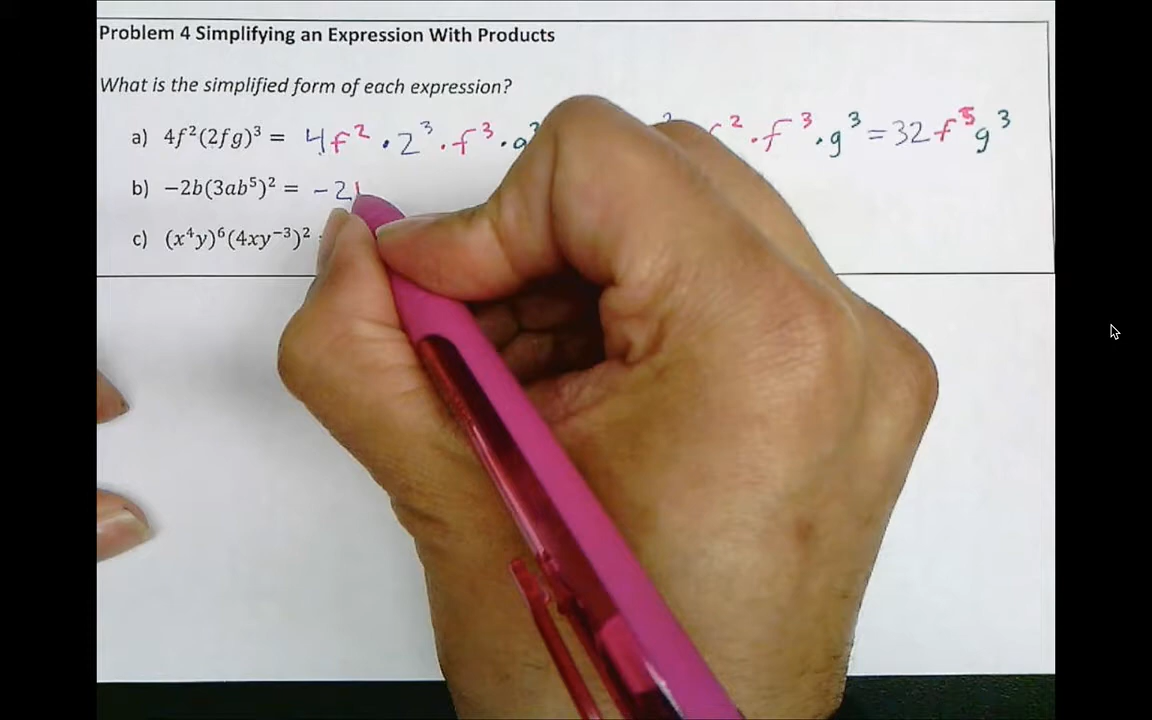 Problem 4 Simplifying an Expression With Products
What is the simplified form of each expression?
a) 4f²(2fg)³ = 4f² · 2³ · f³ · g³ · f³ · g³ = 32f⁵g³
b) −2b(3ab⁵)² = −2
c) (x⁴y)⁶(4xy⁻³)²